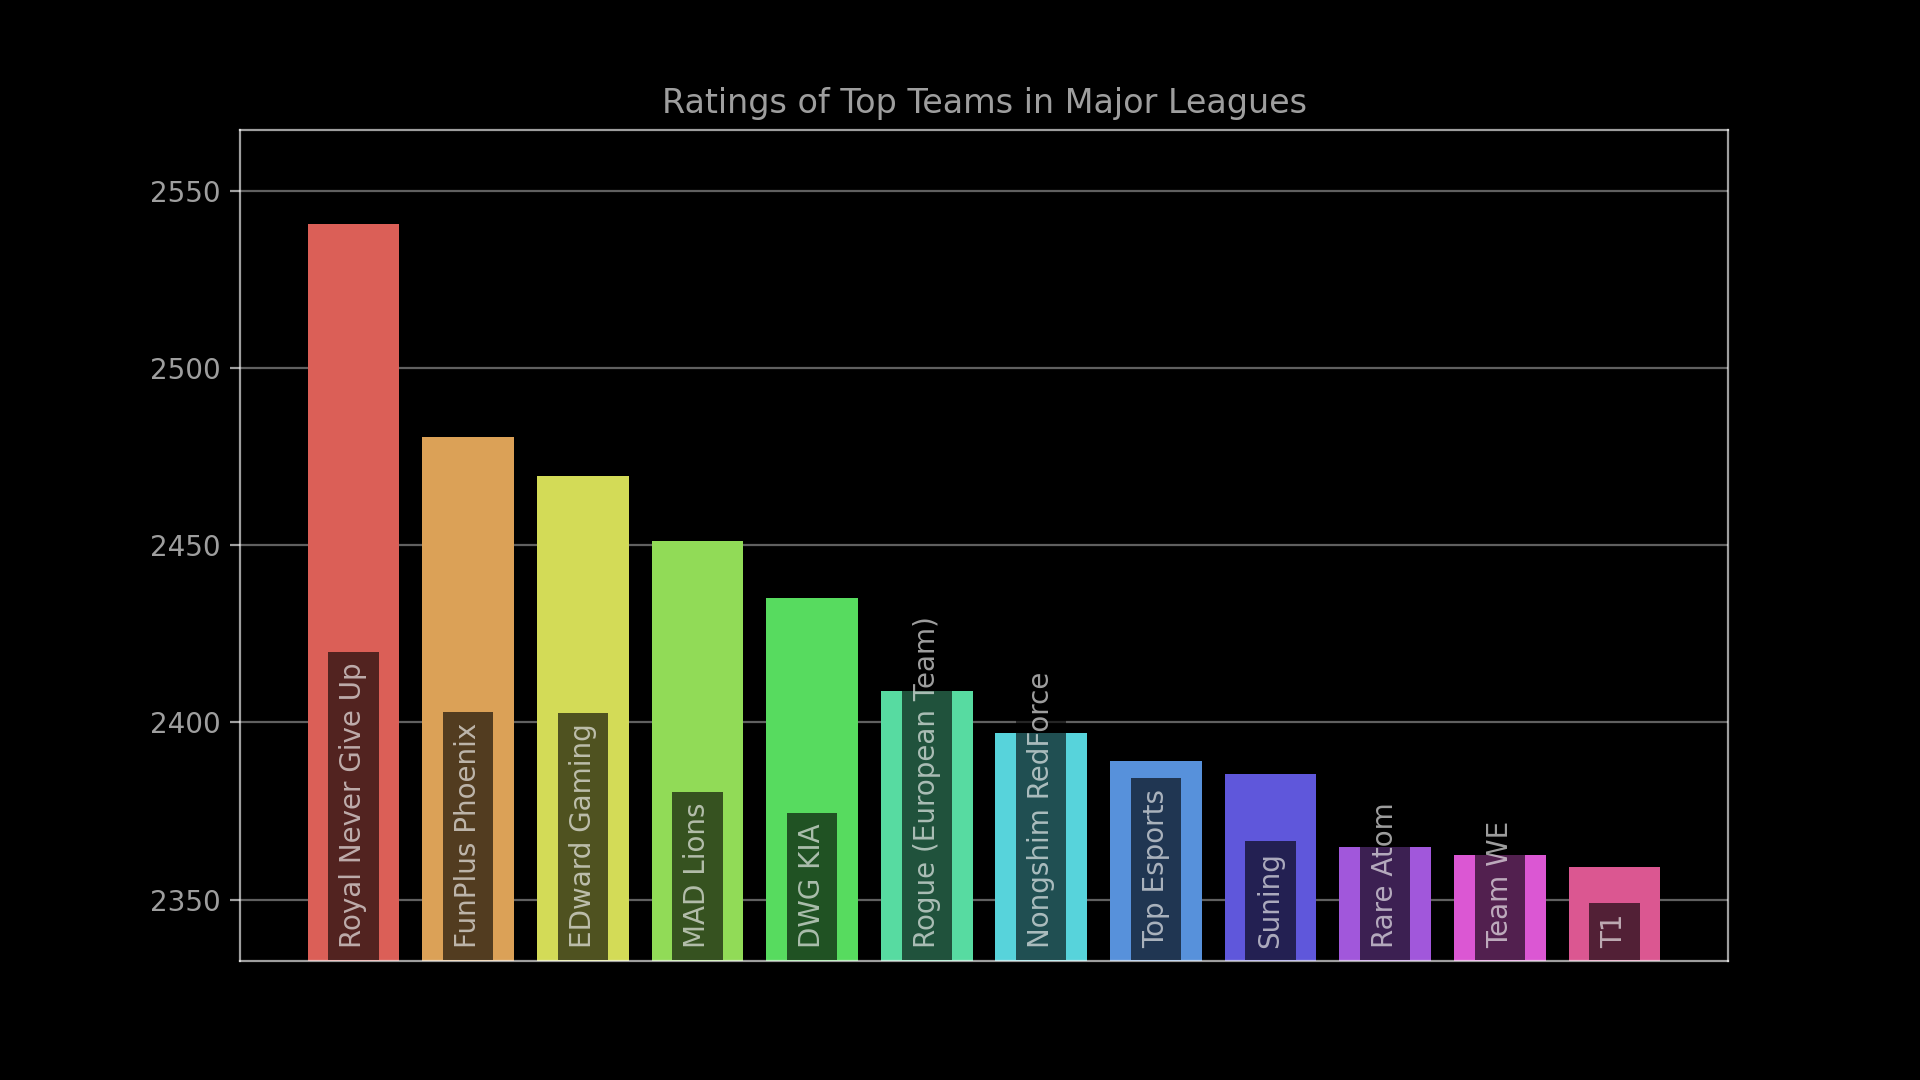 Ratings of Top Teams in Major Leagues
2550
2500
2450
2400
2350
Royal Never Give Up
FunPlus Phoenix
EDward Gaming
MAD Lions
DWG KIA
Rogue (European Team)
Nongshim RedForce
Top Esports
Suning
Rare Atom
Team WE
T1